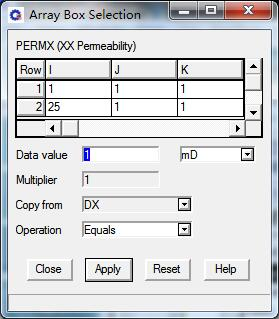 Array Box Selection
PERMX (XX Permeability)
Row I J K
1 1 1 1
2 25 1 1
Data value 1 mD
Multiplier 1
Copy from DX
Operation Equals
Close Apply Reset Help